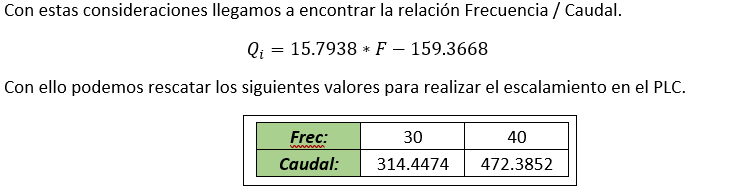 Con estas consideraciones llegamos a encontrar la relación Frecuencia / Caudal.
Qᵢ = 15.7938 * F − 159.3668
Con ello podemos rescatar los siguientes valores para realizar el escalamiento en el PLC.
Frec: 30 40
Caudal: 314.4474 472.3852